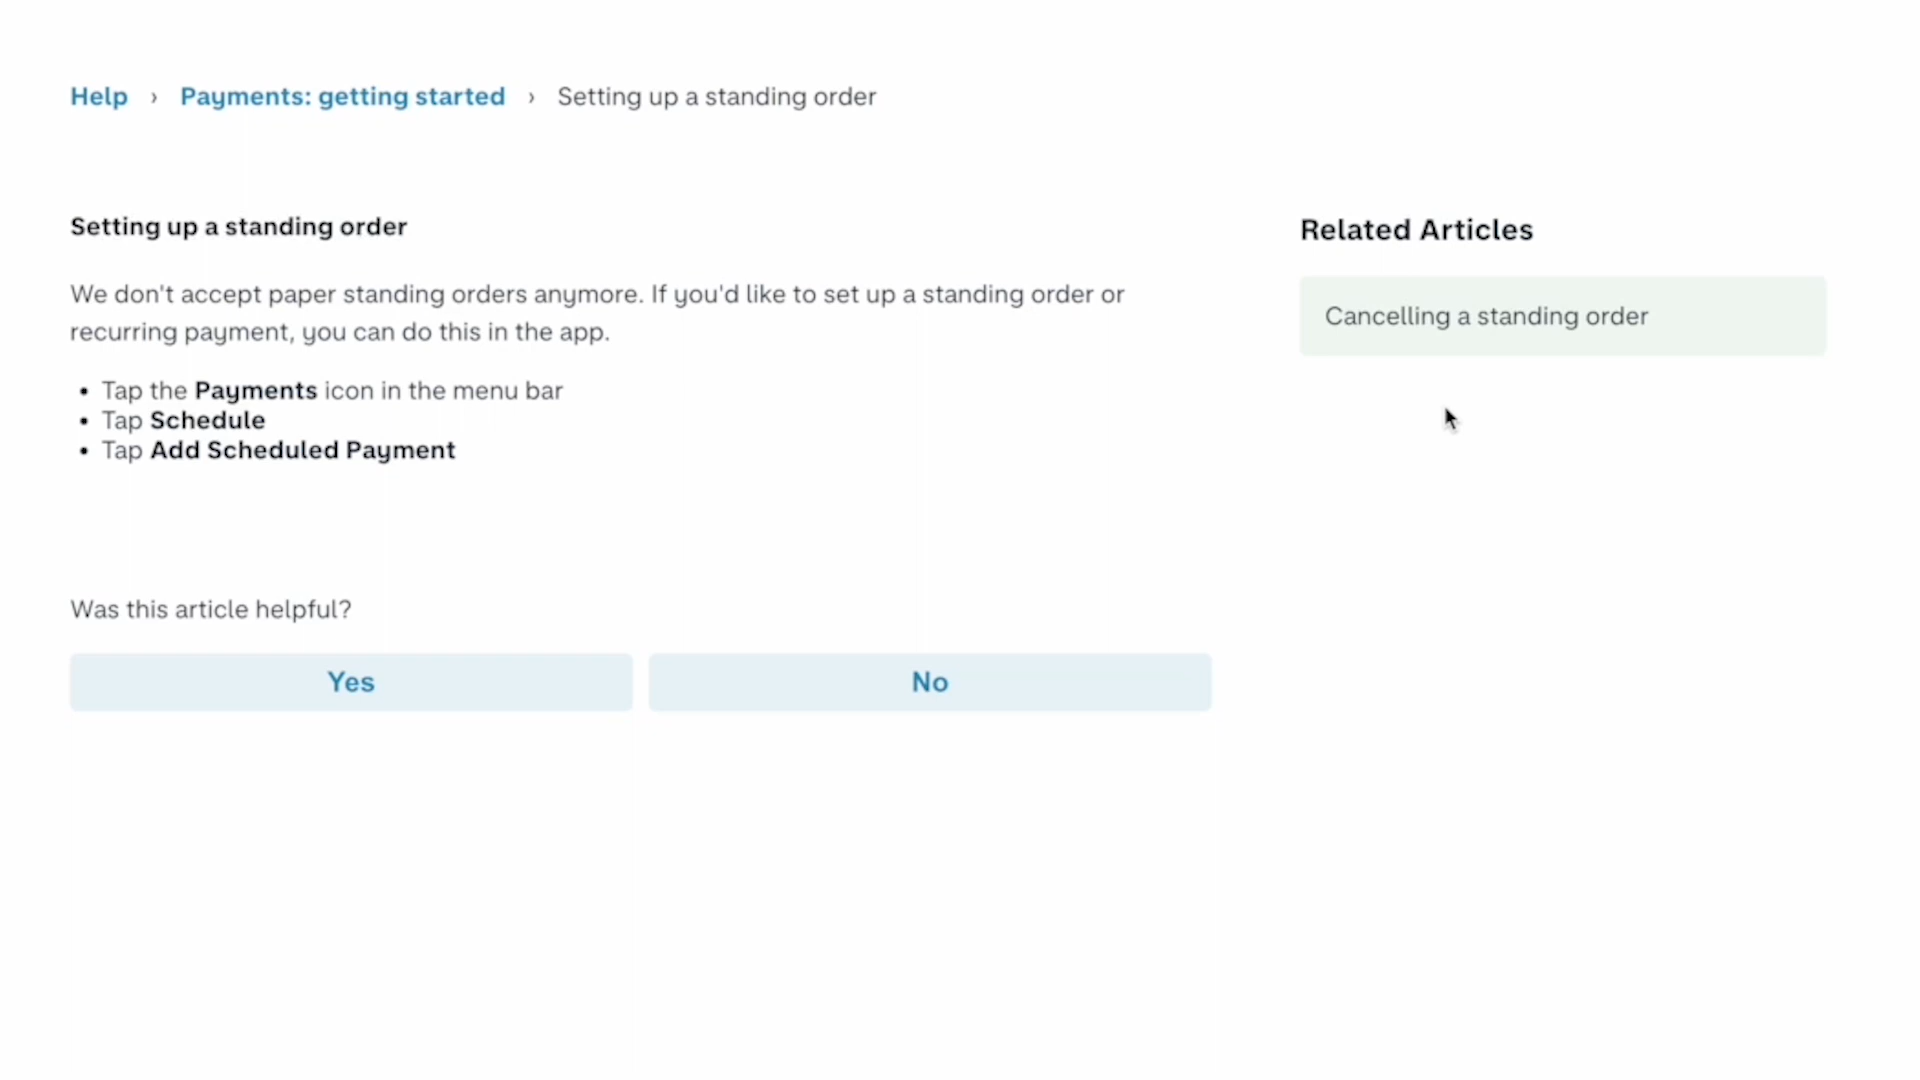 Help › Payments: getting started › Setting up a standing order
Setting up a standing order
We don't accept paper standing orders anymore. If you'd like to set up a standing order or
recurring payment, you can do this in the app.
• Tap the Payments icon in the menu bar
• Tap Schedule
• Tap Add Scheduled Payment
Was this article helpful?
Yes
No
Related Articles
Cancelling a standing order